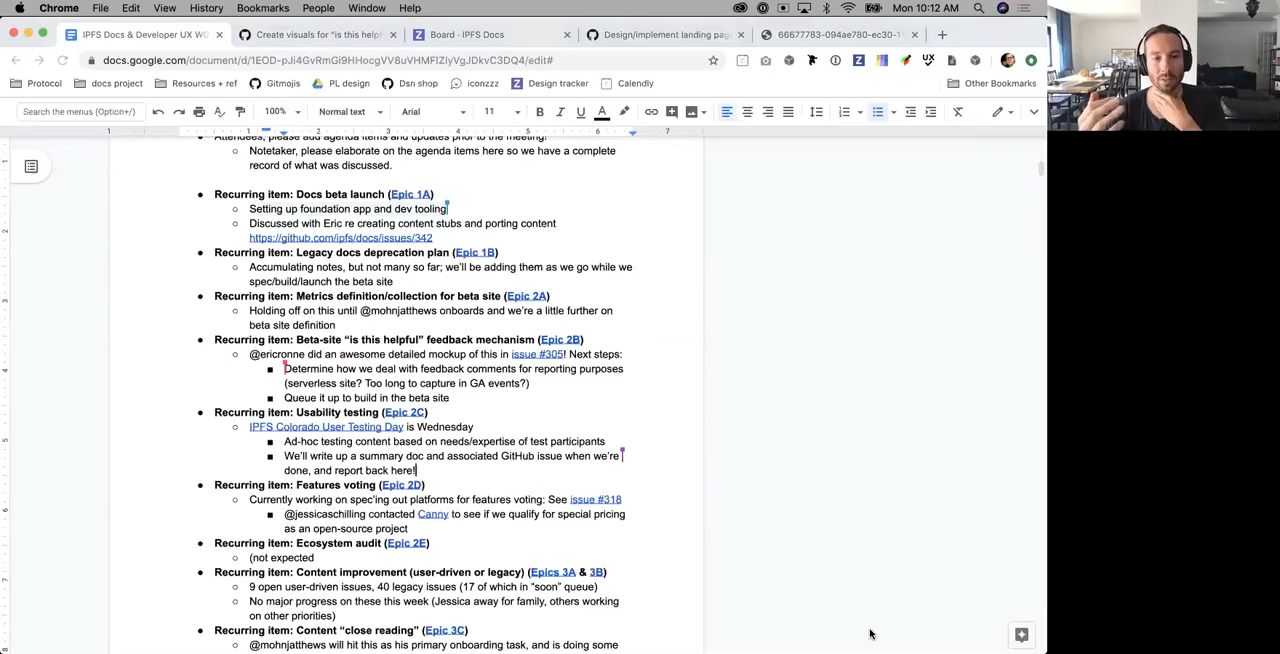 Chrome File Edit View History Bookmarks People Window Help Mon 10:12 AM
IPFS Docs & Developer UX WG Create visuals for "is this help Board - IPFS Docs Design/implement landing pag 66677783-094ae780-ec30-1
docs.google.com/document/d/1EOD-pJi4GvRmGi9HHocgVV8uVHMFIZlyVgJDkvC3DQ4/edit#
Protocol docs project Resources + ref Gitmojis PL design Dsn shop iconzzz Design tracker Calendly Other Bookmarks
Search the menus (Option+/) 100% Normal text Arial 11
Attendees, please add agenda items and updates prior to the meeting!
Notetaker, please elaborate on the agenda items here so we have a complete
record of what was discussed.
Recurring item: Docs beta launch (Epic 1A)
Setting up foundation app and dev tooling
Discussed with Eric re creating content stubs and porting content
https://github.com/ipfs/docs/issues/342
Recurring item: Legacy docs deprecation plan (Epic 1B)
Accumulating notes, but not many so far; we'll be adding them as we go while we
spec/build/launch the beta site
Recurring item: Metrics definition/collection for beta site (Epic 2A)
Holding off on this until @mohnjatthews onboards and we're a little further on
beta site definition
Recurring item: Beta-site "is this helpful" feedback mechanism (Epic 2B)
@ericronne did an awesome detailed mockup of this in issue #305! Next steps:
Determine how we deal with feedback comments for reporting purposes
(serverless site? Too long to capture in GA events?)
Queue it up to build in the beta site
Recurring item: Usability testing (Epic 2C)
IPFS Colorado User Testing Day is Wednesday
Ad-hoc testing content based on needs/expertise of test participants
We'll write up a summary doc and associated GitHub issue when we're
done, and report back here!
Recurring item: Features voting (Epic 2D)
Currently working on spec'ing out platforms for features voting: See issue #318
@jessicaschilling contacted Canny to see if we qualify for special pricing
as an open-source project
Recurring item: Ecosystem audit (Epic 2E)
(not expected
Recurring item: Content improvement (user-driven or legacy) (Epics 3A & 3B)
9 open user-driven issues, 40 legacy issues (17 of which in "soon" queue)
No major progress on these this week (Jessica away for family, others working
on other priorities)
Recurring item: Content "close reading" (Epic 3C)
@mohnjatthews will hit this as his primary onboarding task, and is doing some